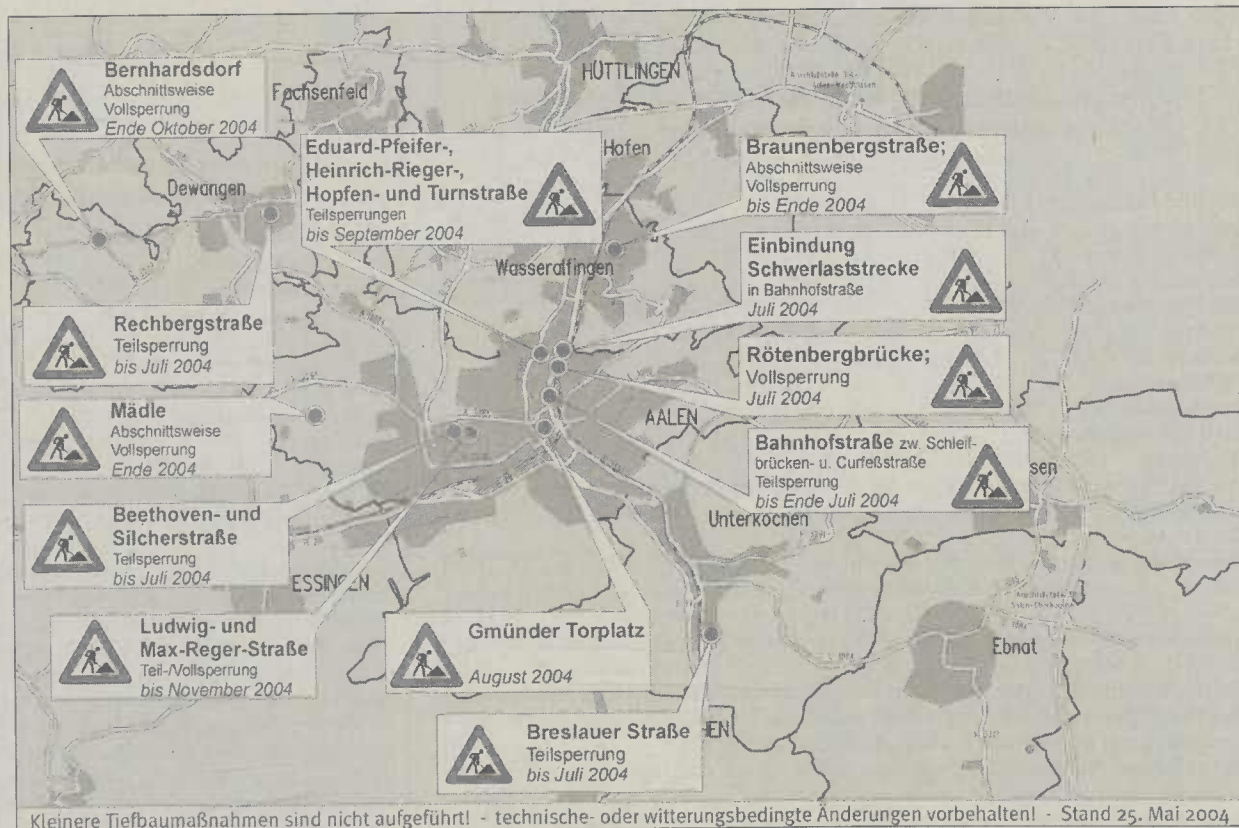 HÜTTLINGEN
Bernhardsdorf
Abschnittsweise
Vollsperrung
Ende Oktober 2004
Fachsenfeld
Eduard-Pfeifer-,
Heinrich-Rieger-,
Hopfen- und Turnstraße
Teilsperrungen
bis September 2004
Hofen
Braunenbergstraße;
Abschnittsweise
Vollsperrung
bis Ende 2004
Dewangen
Wasseralfingen
Einbindung
Schwerlaststrecke
in Bahnhofstraße
Juli 2004
Rechbergstraße
Teilsperrung
bis Juli 2004
Rötenbergbrücke;
Vollsperrung
Juli 2004
Mädle
Abschnittsweise
Vollsperrung
Ende 2004
AALEN
Bahnhofstraße zw. Schleif-
brücken- u. Curfeßstraße
Teilsperrung
bis Ende Juli 2004
sen
Beethoven- und
Silcherstraße
Teilsperrung
bis Juli 2004
Unterkochen
ESSINGEN
Ludwig- und
Max-Reger-Straße
Teil-/Vollsperrung
bis November 2004
Gmünder Torplatz
August 2004
Ebnat
Breslauer Straße
Teilsperrung
bis Juli 2004
HEN
Kleinere Tiefbaumaßnahmen sind nicht aufgeführt! - technische- oder witterungsbedingte Änderungen vorbehalten! - Stand 25. Mai 2004